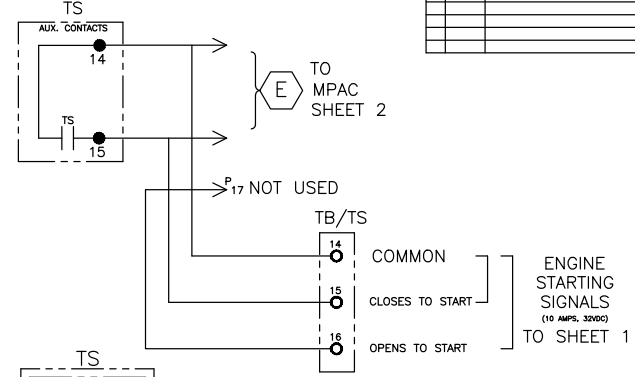 TS
AUX. CONTACTS
14
TS
15
E
TO
MPAC
SHEET 2
P17 NOT USED
TB/TS
14
COMMON
15
CLOSES TO START
16
OPENS TO START
ENGINE
STARTING
SIGNALS
(10 AMPS, 32VDC)
TO SHEET 1
TS